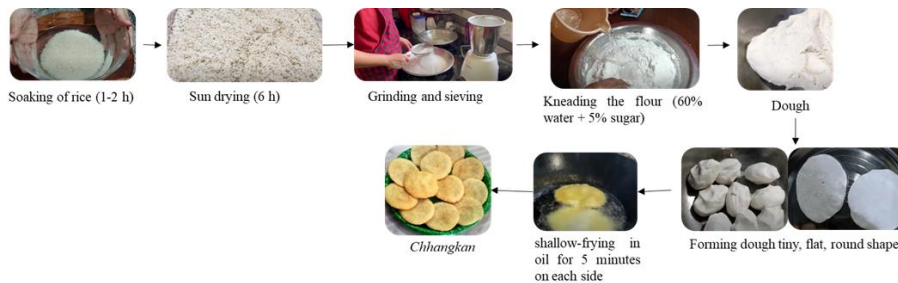 Soaking of rice (1-2 h)
Sun drying (6 h)
Grinding and sieving
Kneading the flour (60%
water + 5% sugar)
Dough
Forming dough tiny, flat, round shape
shallow-frying in
oil for 5 minutes
on each side
Chhangkan